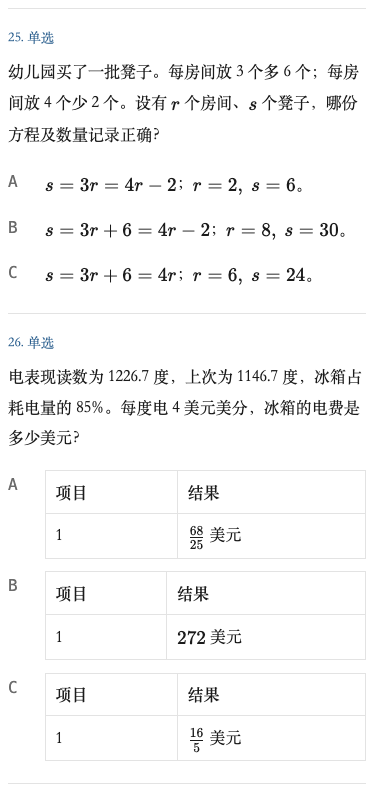 25. 单选
幼儿园买了一批凳子。每房间放 3 个多 6 个；每房
间放 4 个少 2 个。设有 r 个房间、s 个凳子，哪份
方程及数量记录正确?
A s = 3r = 4r − 2; r = 2, s = 6。
B s = 3r + 6 = 4r − 2; r = 8, s = 30。
C s = 3r + 6 = 4r; r = 6, s = 24。
26. 单选
电表现读数为 1226.7 度，上次为 1146.7 度，冰箱占
耗电量的 85%。每度电 4 美元美分，冰箱的电费是
多少美元?
A
项目 结果
1 68/25 美元
B
项目 结果
1 272 美元
C
项目 结果
1 16/5 美元